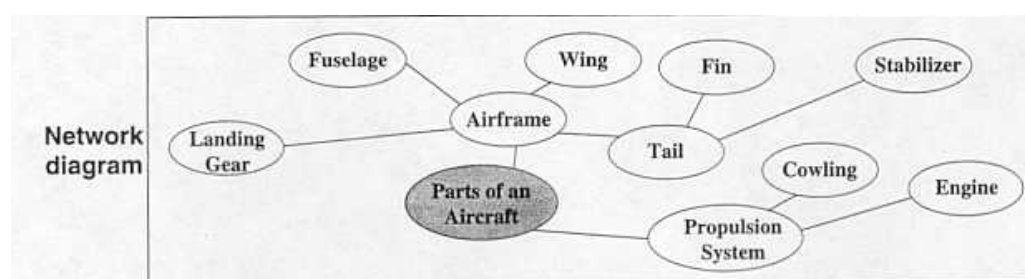 Network
diagram
Fuselage
Wing
Fin
Stabilizer
Airframe
Landing
Gear
Tail
Cowling
Engine
Parts of an
Aircraft
Propulsion
System